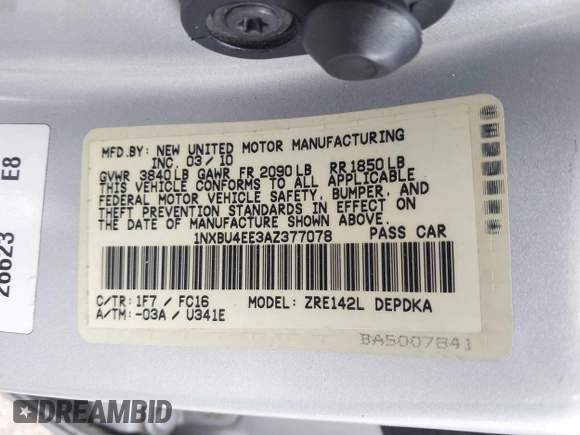 MFD.BY: NEW UNITED MOTOR MANUFACTURING
INC. 03/10
GVWR 3840LB GAWR FR 2090LB RR1850LB
THIS VEHICLE CONFORMS TO ALL APPLICABLE
FEDERAL MOTOR VEHICLE SAFETY, BUMPER, AND
THEFT PREVENTION STANDARDS IN EFFECT ON
THE DATE OF MANUFACTURE SHOWN ABOVE.
1NXBU4EE3AZ377078 PASS CAR
C/TR: 1F7 / FC16 MODEL: ZRE142L DEPDKA
A/TM: -03A / U341E
BA5007841
26623 E8
DREAMBID